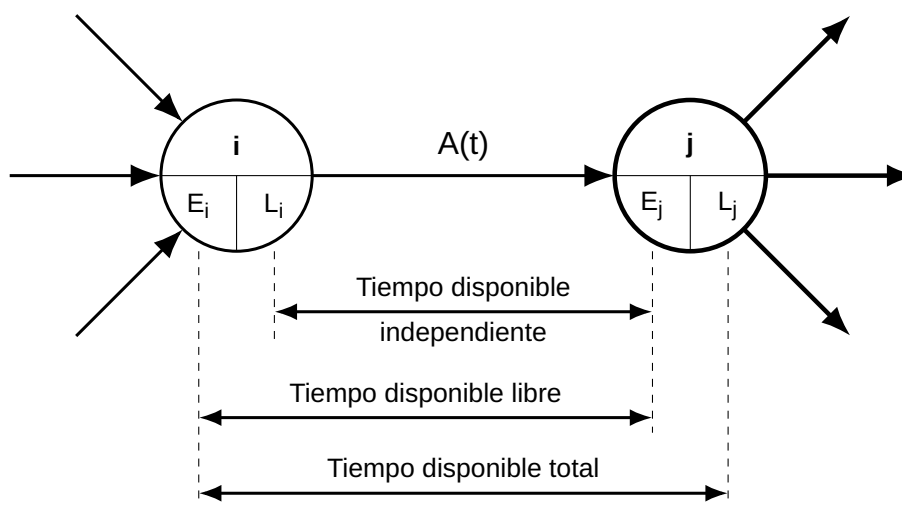 A(t)
i
j
Ei
Li
Ej
Lj
Tiempo disponible
independiente
Tiempo disponible libre
Tiempo disponible total